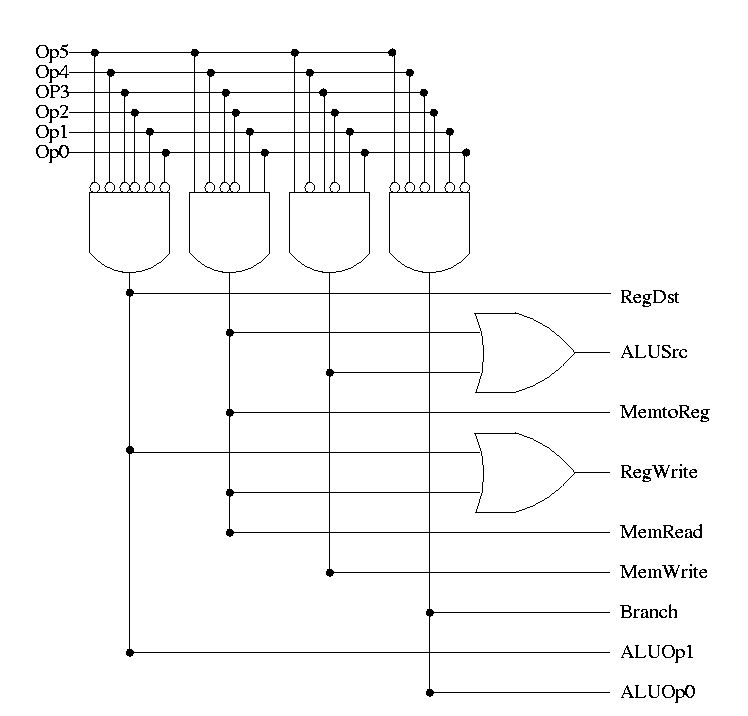 Op5
Op4
OP3
Op2
Op1
Op0
RegDst
ALUSrc
MemtoReg
RegWrite
MemRead
MemWrite
Branch
ALUOp1
ALUOp0